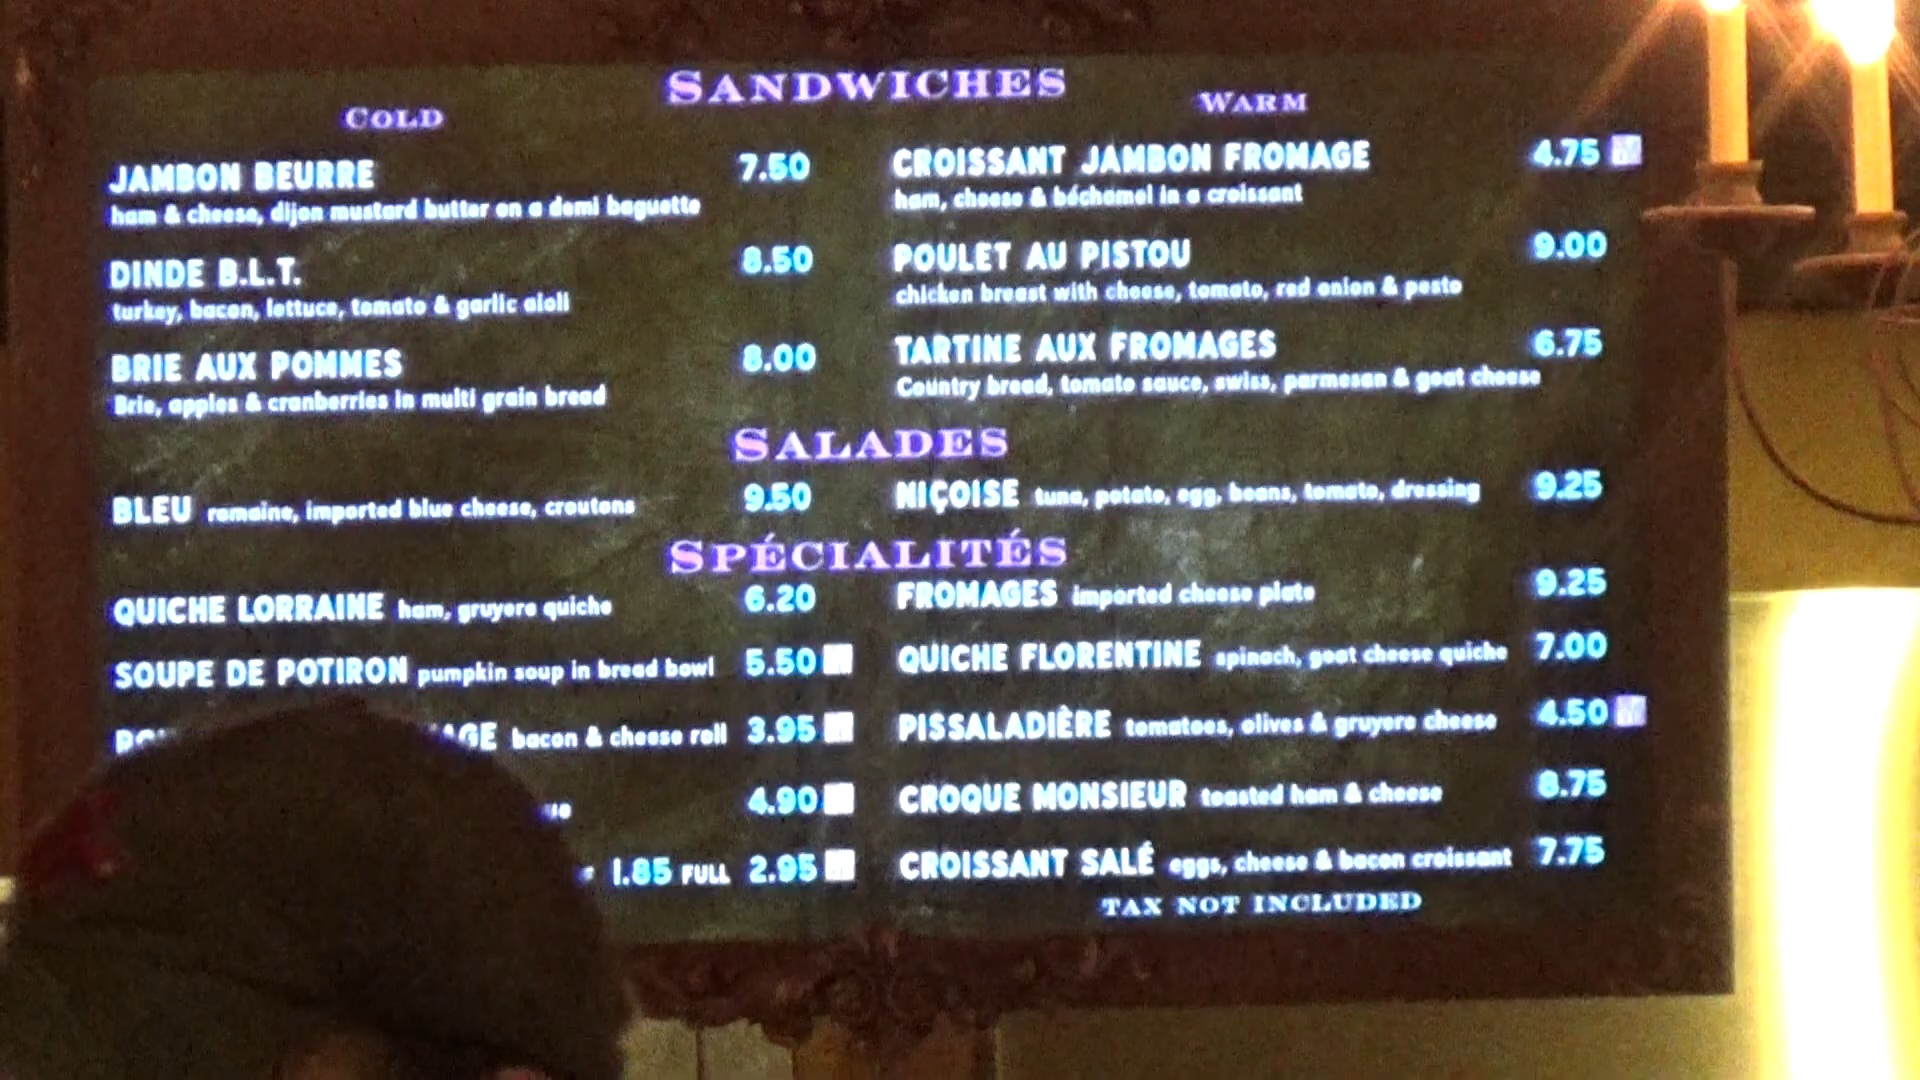 SANDWICHES
COLD
JAMBON BEURRE 7.50
ham & cheese, dijon mustard butter on a demi baguette
DINDE B.L.T. 8.50
turkey, bacon, lettuce, tomato & garlic aioli
BRIE AUX POMMES 8.00
Brie, apples & cranberries in multi grain bread
WARM
CROISSANT JAMBON FROMAGE 4.75
ham, cheese & béchamel in a croissant
POULET AU PISTOU 9.00
chicken breast with cheese, tomato, red onion & pesto
TARTINE AUX FROMAGES 6.75
Country bread, tomato sauce, swiss, parmesan & goat cheese
SALADES
BLEU romaine, imported blue cheese, croutons 9.50
NIÇOISE tuna, potato, egg, beans, tomato, dressing 9.25
SPÉCIALITÉS
QUICHE LORRAINE ham, gruyere quiche 6.20
SOUPE DE POTIRON pumpkin soup in bread bowl 5.50
bacon & cheese roll 3.95
4.90
1.85 FULL 2.95
FROMAGES imported cheese plate 9.25
QUICHE FLORENTINE spinach, goat cheese quiche 7.00
PISSALADIÈRE tomatoes, olives & gruyere cheese 4.50
CROQUE MONSIEUR toasted ham & cheese 8.75
CROISSANT SALÉ eggs, cheese & bacon croissant 7.75
TAX NOT INCLUDED